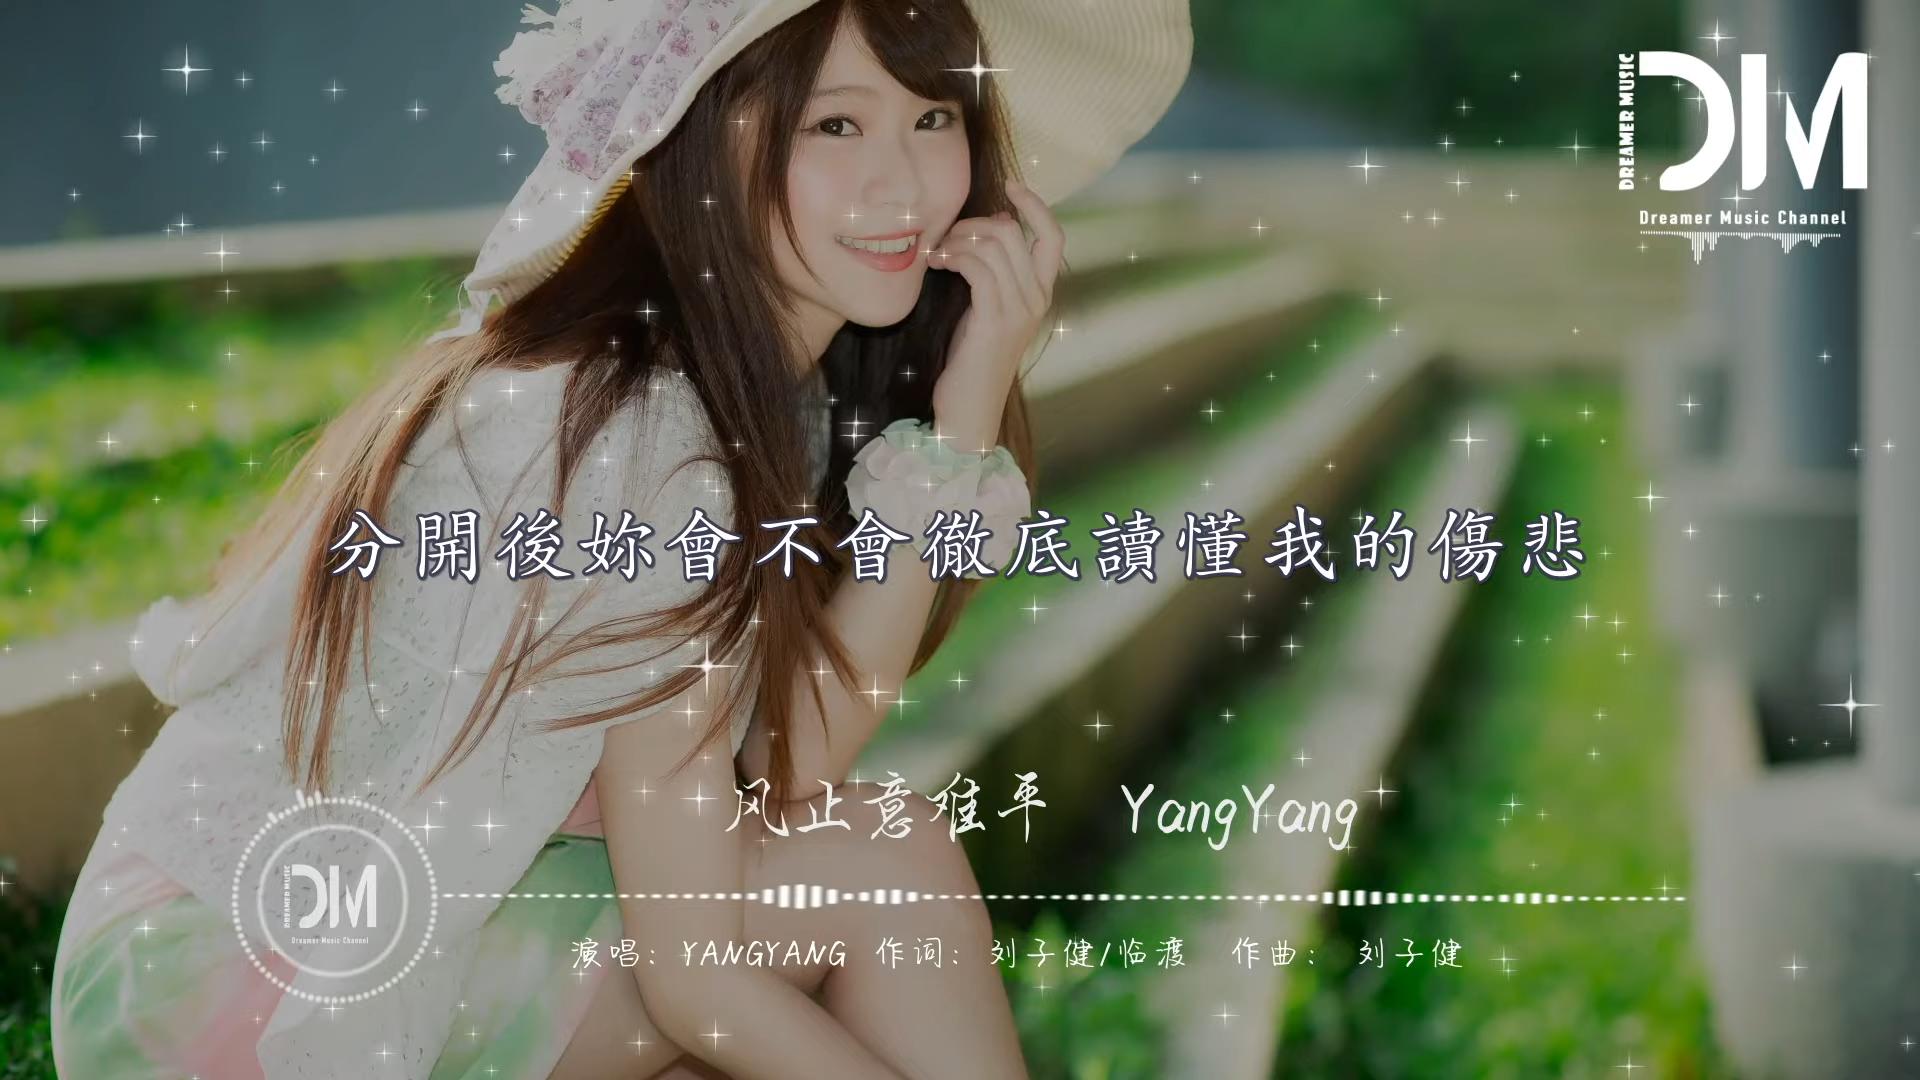 DREAMER MUSIC
DM
Dreamer Music Channel
分開後妳會不會徹底讀懂我的傷悲
风止意难平 YangYang
DREAMER MUSIC
DM
Dreamer Music Channel
演唱: YANGYANG 作词: 刘子健/临渡 作曲: 刘子健